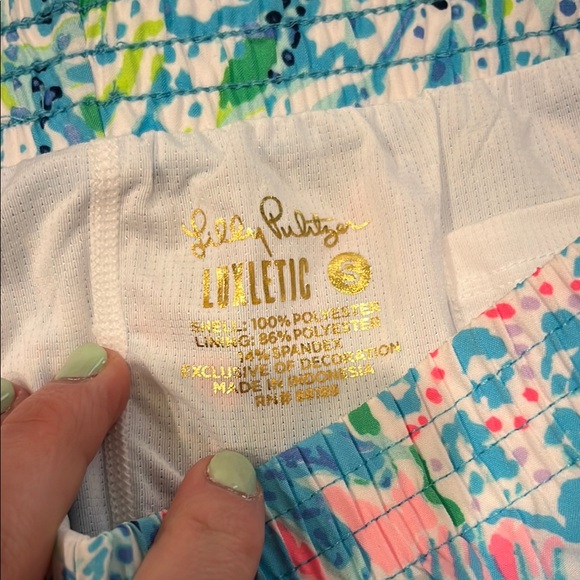 Lilly Pulitzer
LUXLETIC S
SHELL: 100% POLYESTER
LINING: 86% POLYESTER
14% SPANDEX
EXCLUSIVE OF DECORATION
MADE IN INDONESIA
RN#